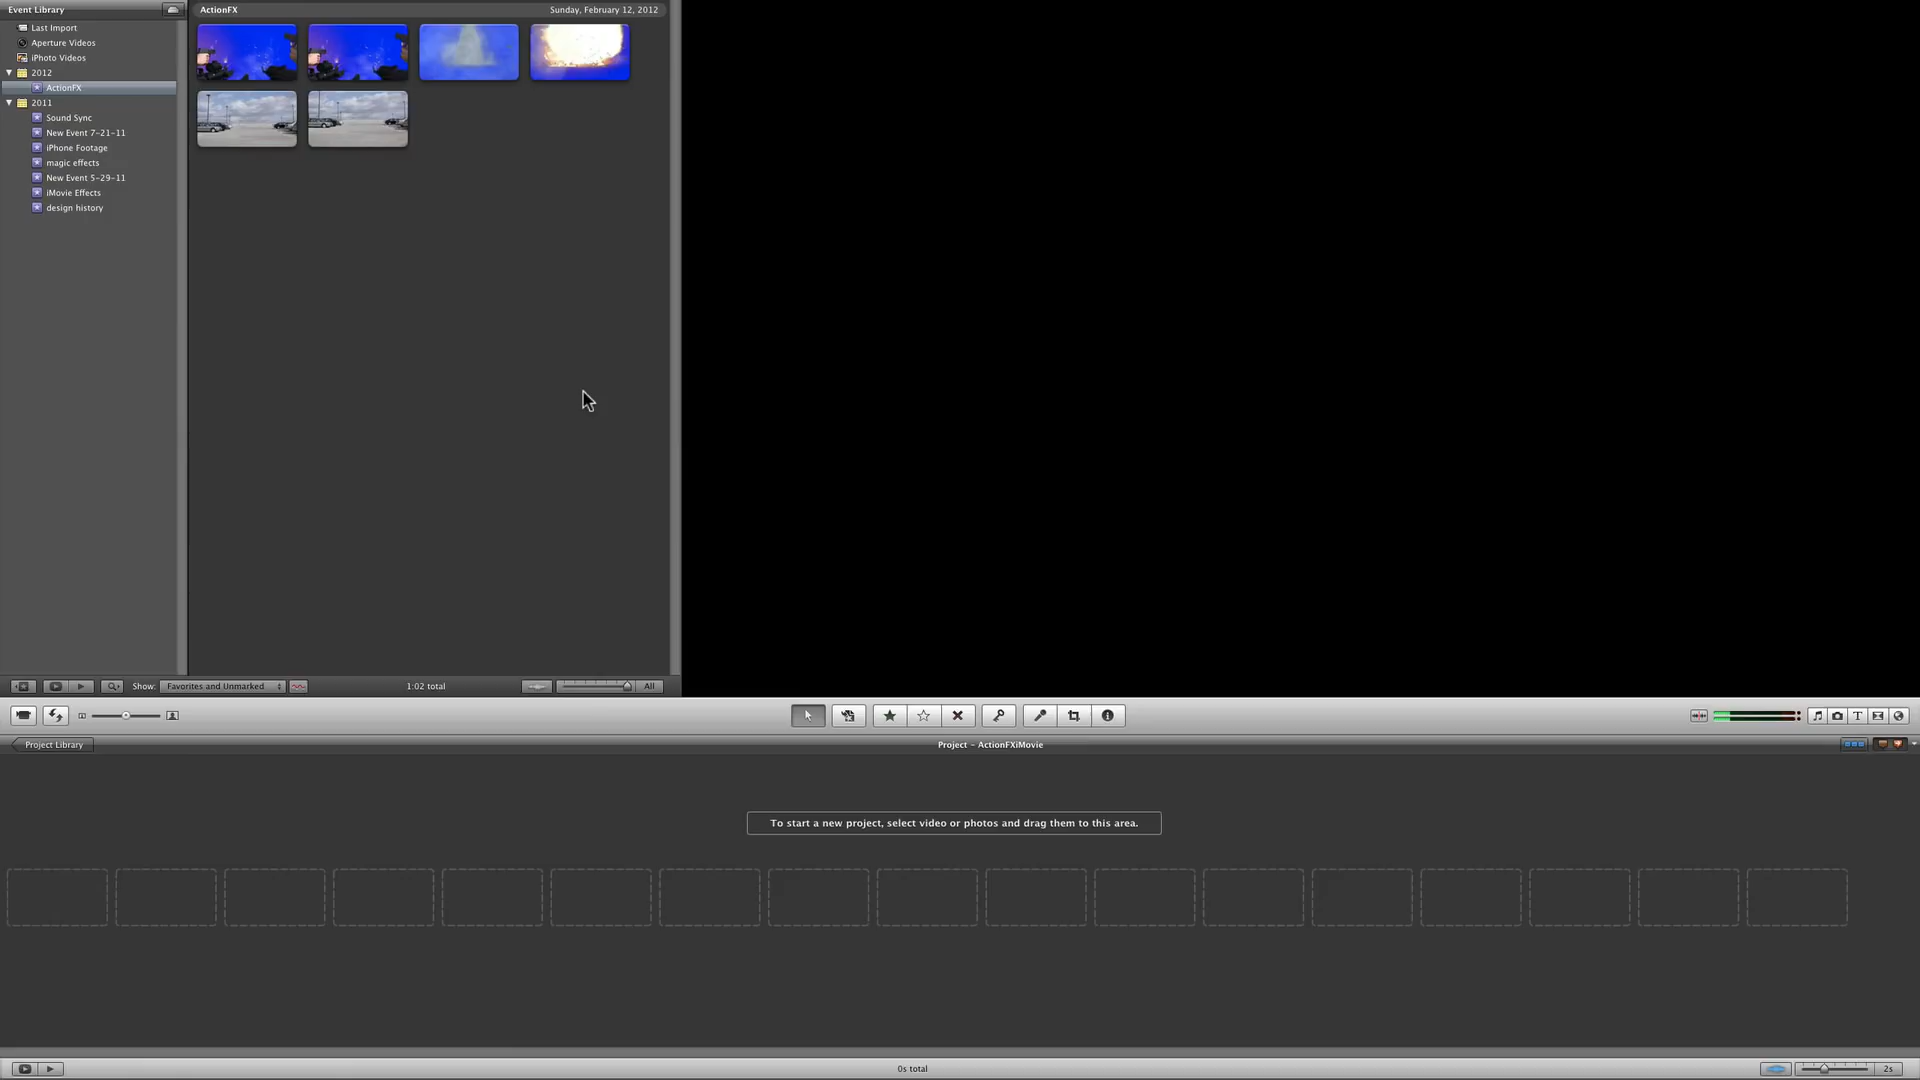 Event Library
ActionFX
Sunday, February 12, 2012
Last Import
Aperture Videos
iPhoto Videos
2012
ActionFX
2011
Sound Sync
New Event 7-21-11
iPhone Footage
magic effects
New Event 5-29-11
iMovie Effects
design history
Show:
Favorites and Unmarked
1:02 total
All
Project Library
Project - ActionFXiMovie
To start a new project, select video or photos and drag them to this area.
0s total
2s